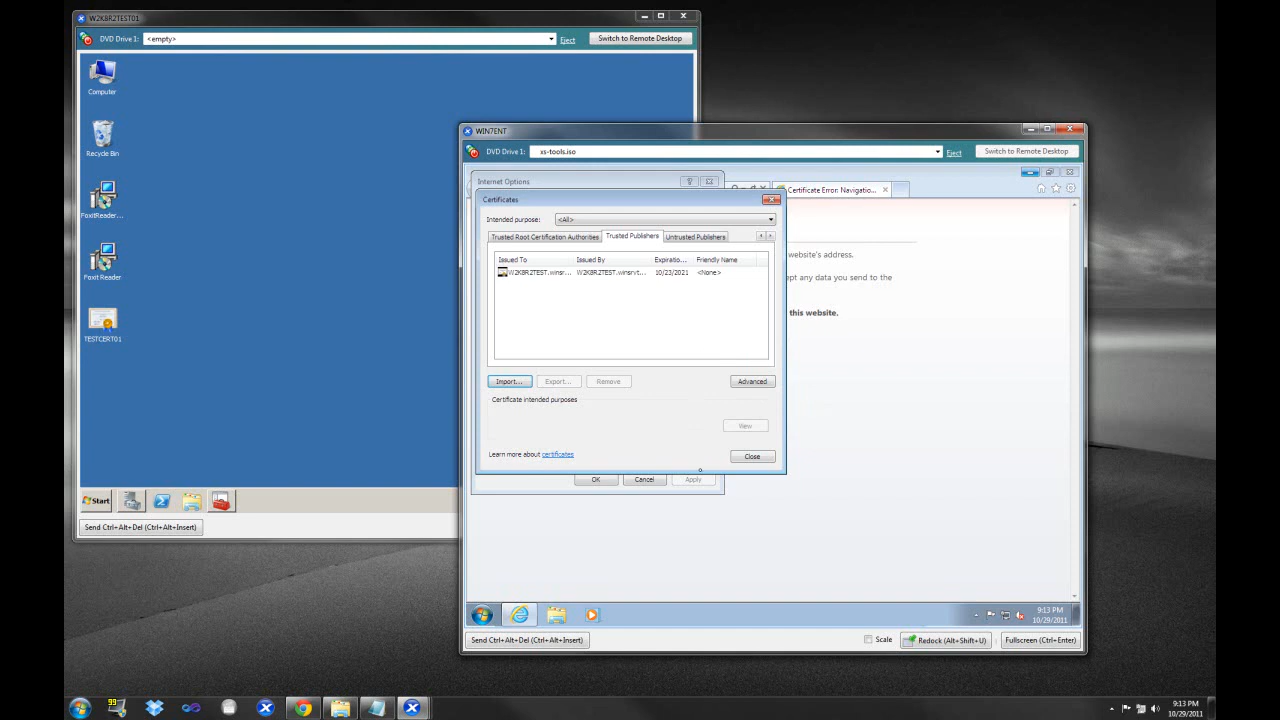 W2K8R2TEST01
DVD Drive 1: <empty> Eject Switch to Remote Desktop
Computer
Recycle Bin
FoxitReader...
Foxit Reader
TESTCERT01
Start
Send Ctrl+Alt+Del (Ctrl+Alt+Insert)
WIN7ENT
DVD Drive 1: xs-tools.iso Eject Switch to Remote Desktop
Internet Options
Certificate Error: Navigatio...
Certificates
Intended purpose: <All>
Trusted Root Certification Authorities Trusted Publishers Untrusted Publishers
Issued To Issued By Expiratio... Friendly Name
W2K8R2TEST.winsr... W2K8R2TEST.winsrvt... 10/23/2021 <None>
Import... Export... Remove Advanced
Certificate intended purposes
View
Learn more about certificates
Close
OK Cancel Apply
website's address.
ept any data you send to the
this website.
9:13 PM
10/29/2011
Send Ctrl+Alt+Del (Ctrl+Alt+Insert) Scale Redock (Alt+Shift+U) Fullscreen (Ctrl+Enter)
99
9:13 PM
10/29/2011